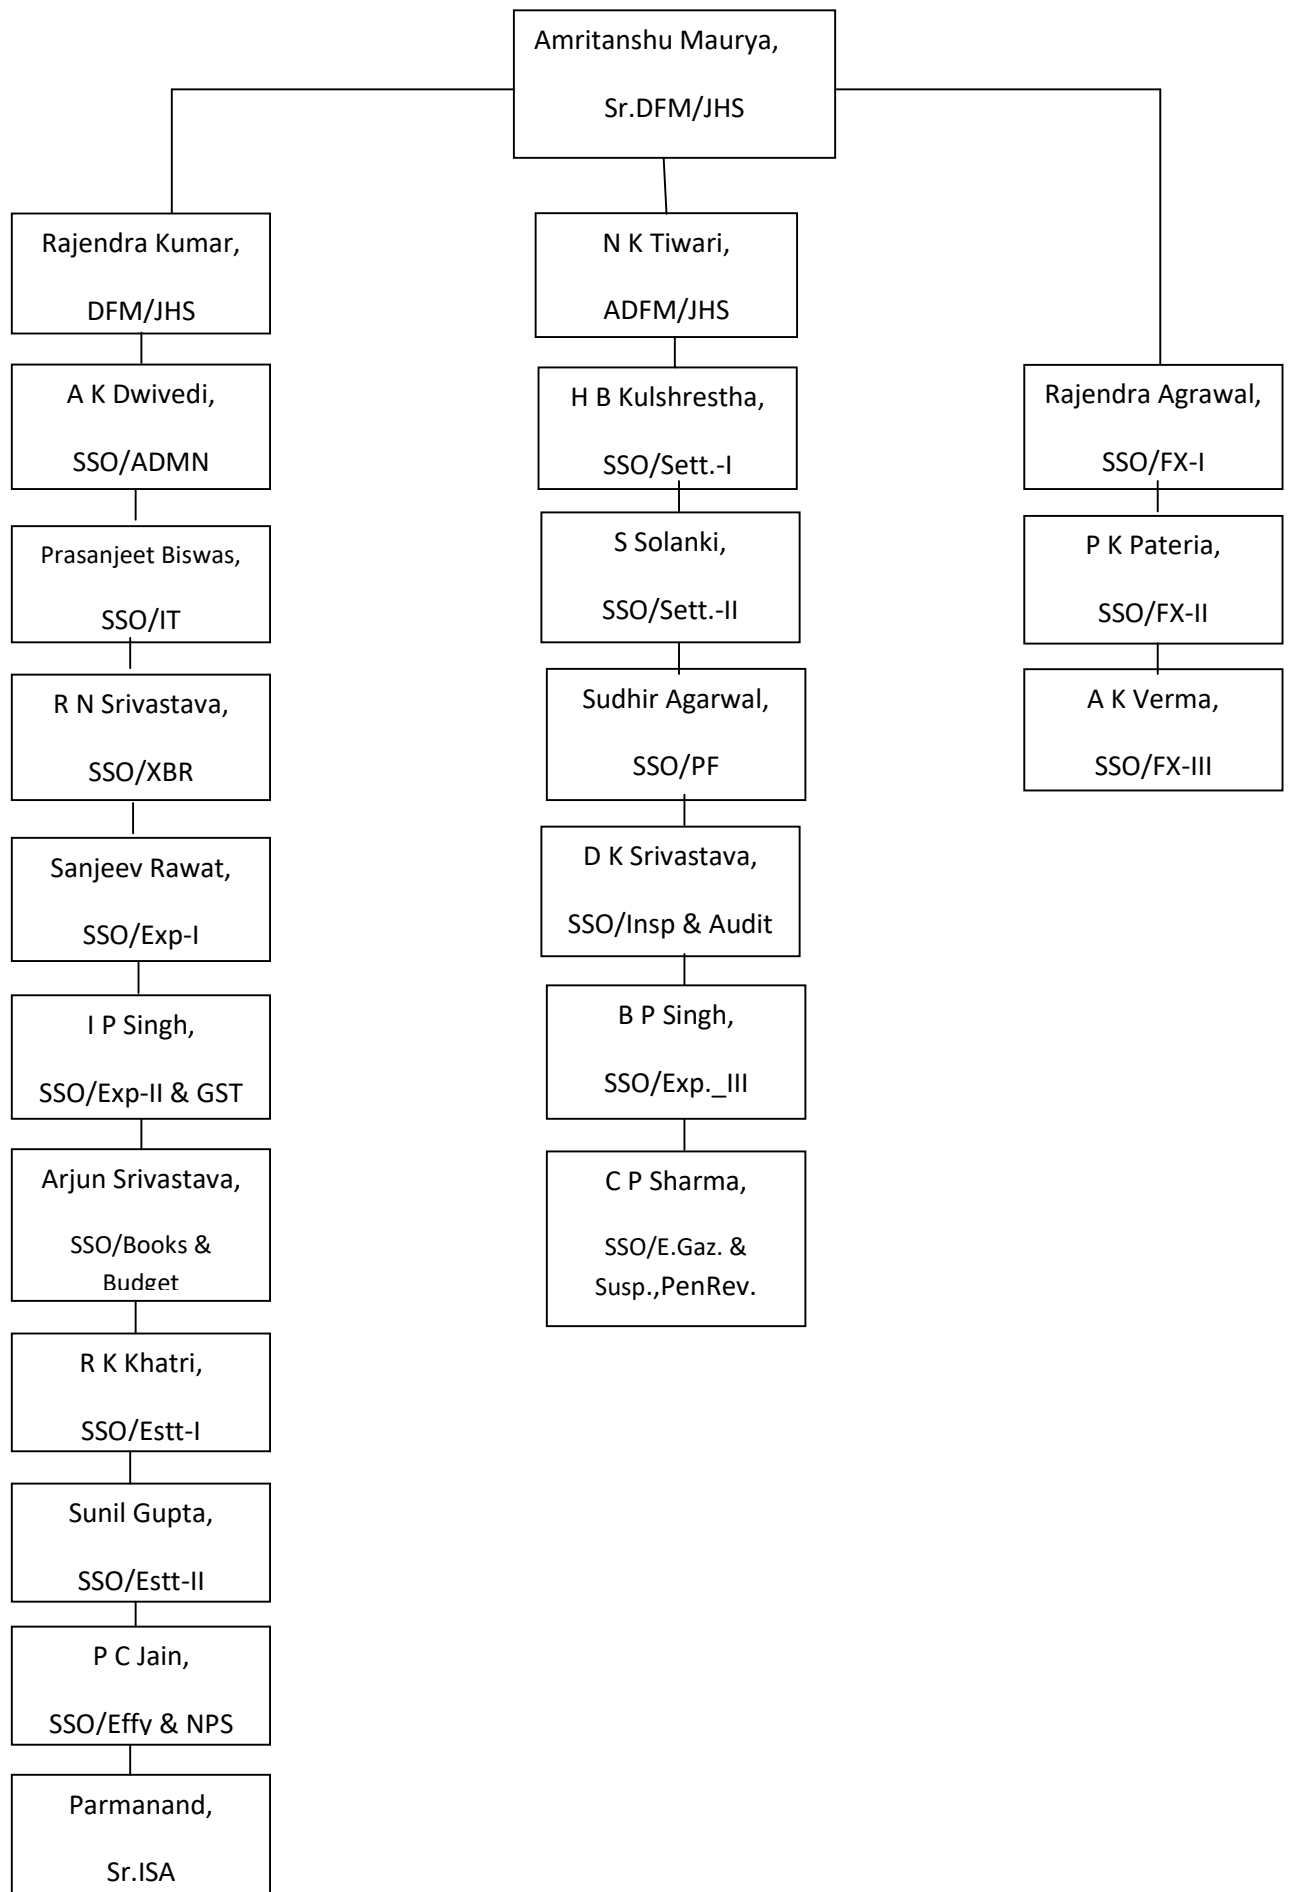 Amritanshu Maurya,
Sr.DFM/JHS
Rajendra Kumar,
DFM/JHS
A K Dwivedi,
SSO/ADMN
Prasanjeet Biswas,
SSO/IT
R N Srivastava,
SSO/XBR
Sanjeev Rawat,
SSO/Exp-I
I P Singh,
SSO/Exp-II & GST
Arjun Srivastava,
SSO/Books &
Budget
R K Khatri,
SSO/Estt-I
Sunil Gupta,
SSO/Estt-II
P C Jain,
SSO/Effy & NPS
Parmanand,
Sr.ISA
N K Tiwari,
ADFM/JHS
H B Kulshrestha,
SSO/Sett.-I
S Solanki,
SSO/Sett.-II
Sudhir Agarwal,
SSO/PF
D K Srivastava,
SSO/Insp & Audit
B P Singh,
SSO/Exp._III
C P Sharma,
SSO/E.Gaz. &
Susp.,PenRev.
Rajendra Agrawal,
SSO/FX-I
P K Pateria,
SSO/FX-II
A K Verma,
SSO/FX-III